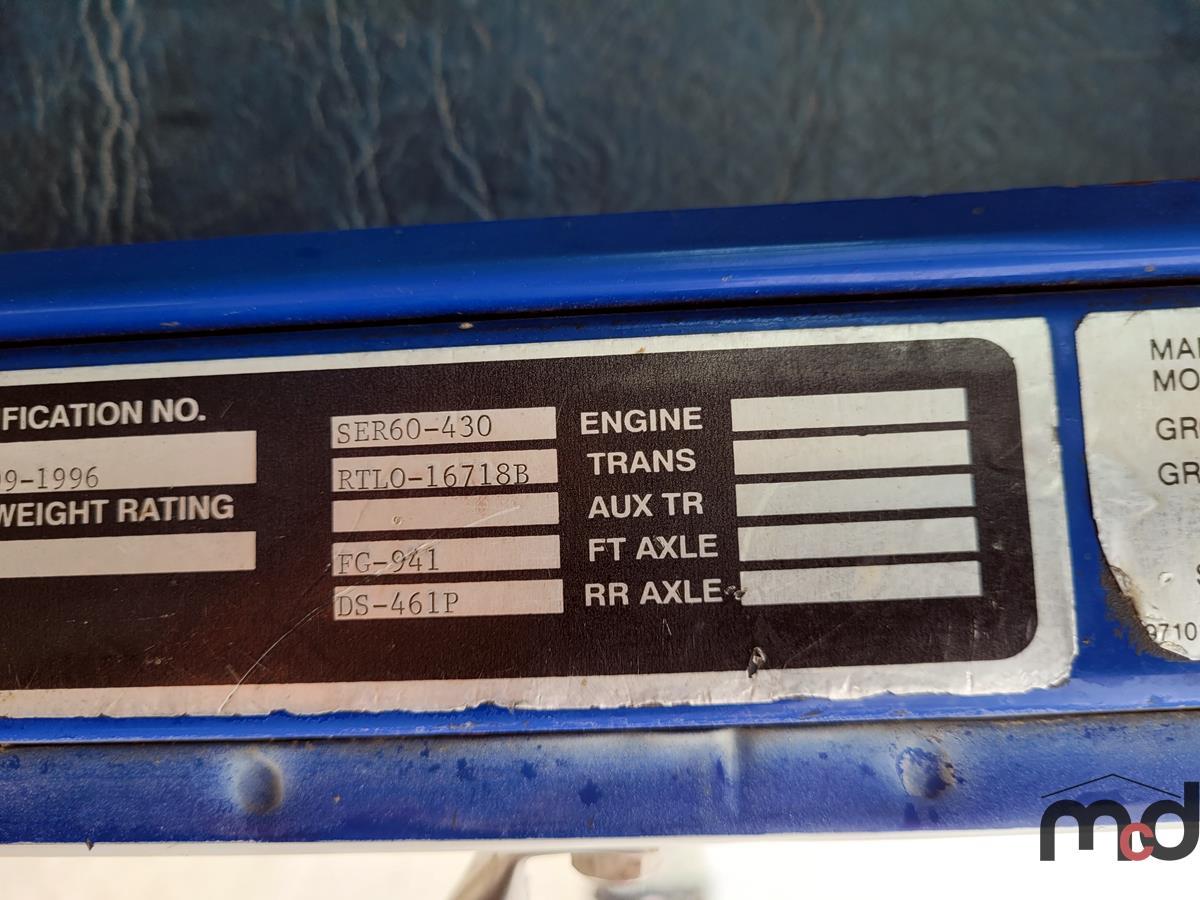 FICATION NO.
99-1996
WEIGHT RATING
SER60-430 ENGINE
RTLO-16718B TRANS
AUX TR
FG-941 FT AXLE
DS-461P RR AXLE
MA
MO
GR
GR
S
9710
mcd